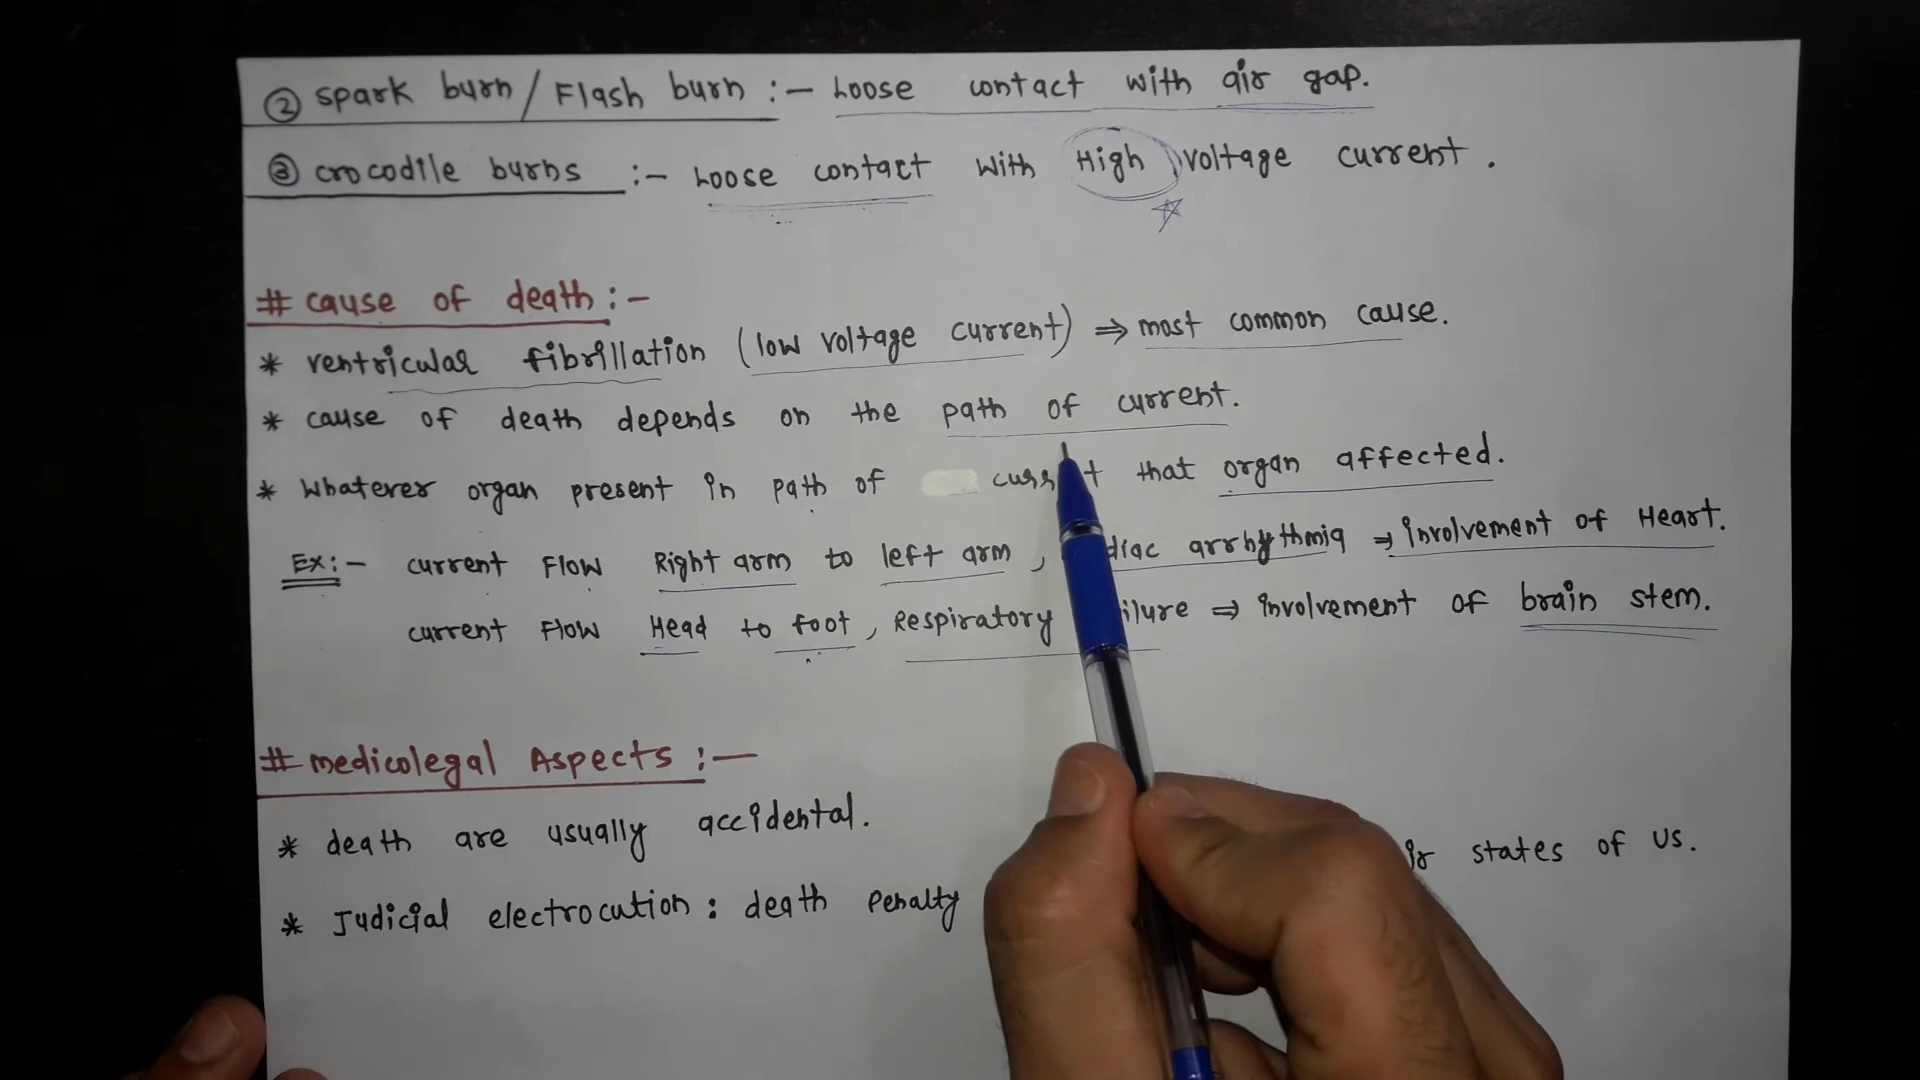 ② spark burn/Flash burn :- Loose contact with air gap.
③ crocodile burns :- Loose contact with High voltage current.
# cause of death :-
* ventricular fibrillation (low voltage current) ⇒ most common cause.
* cause of death depends on the path of current.
* Whatever organ present in path of current that organ affected.
Ex:- current Flow Right arm to left arm, diac arrhythmia ⇒ involvement of Heart.
current Flow Head to foot, Respiratory ilure ⇒ involvement of brain stem.
# medicolegal Aspects :-
* death are usually accidental.
* Judicial electrocution : death Penalty states of US.